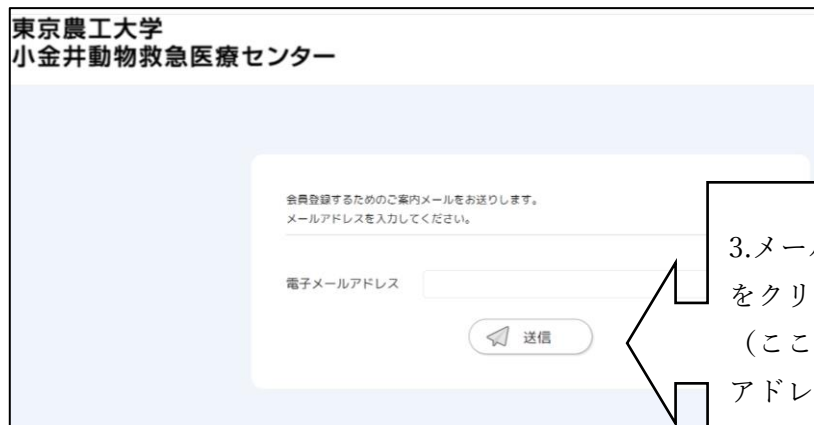 東京農工大学
小金井動物救急医療センター
会員登録するためのご案内メールをお送りします。
メールアドレスを入力してください。
電子メールアドレス
送信
3.メー
をクリ
（ここ
アドレ